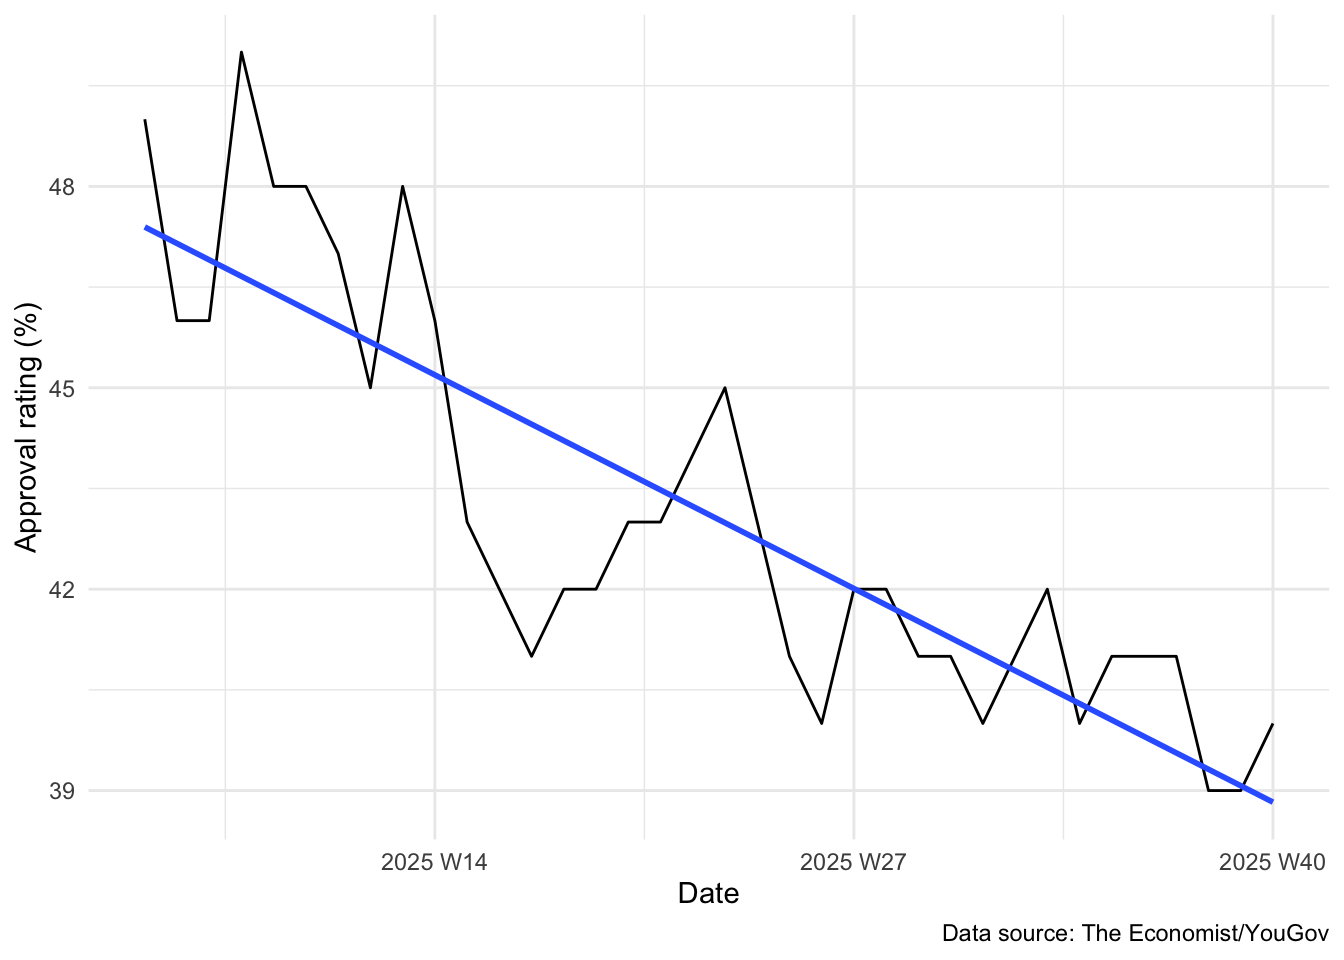 Approval rating (%)
48
45
42
39
2025 W14
2025 W27
2025 W40
Date
Data source: The Economist/YouGov